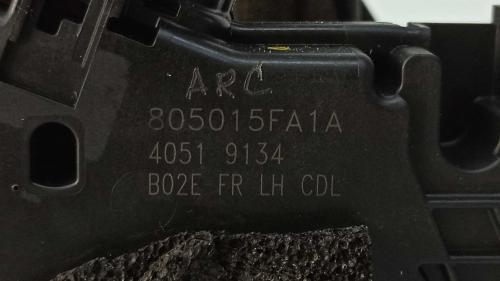 ARC
805015FA1A
4051 9134
B02E FR LH CDL